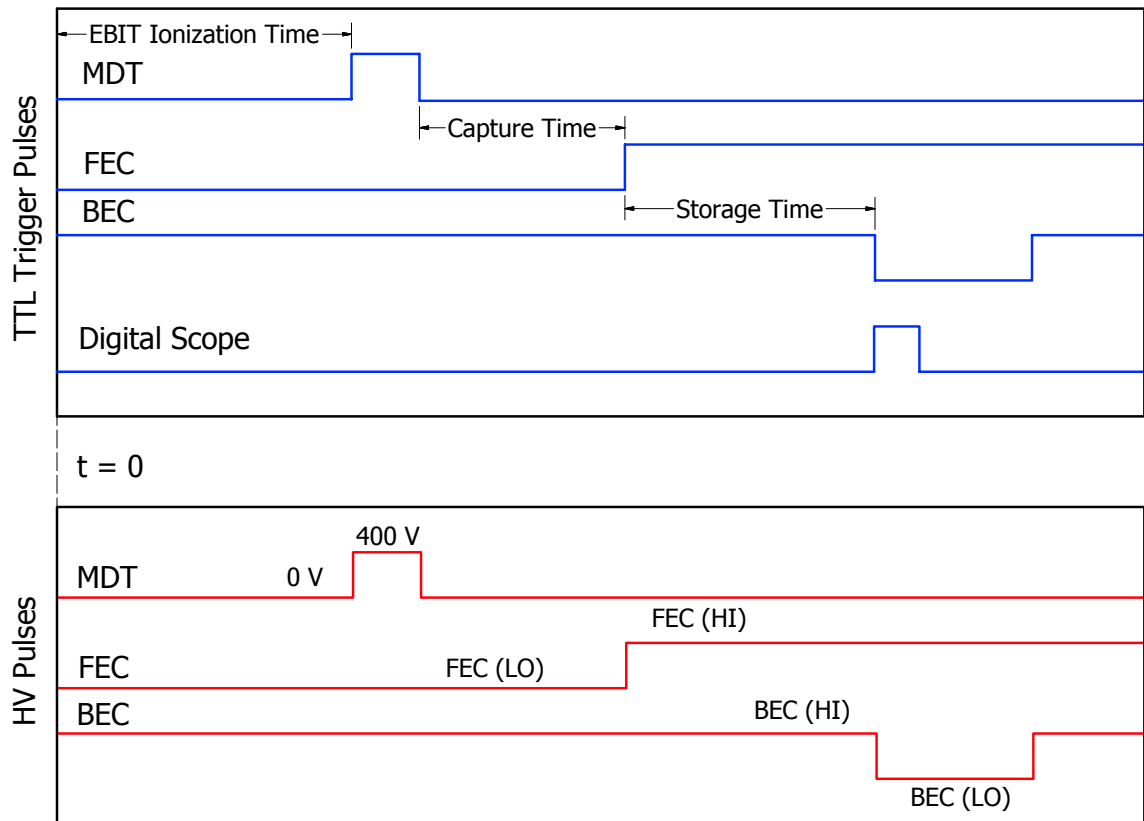 TTL Trigger Pulses
EBIT Ionization Time
MDT
Capture Time
FEC
BEC
Storage Time
Digital Scope
t = 0
HV Pulses
400 V
MDT
0 V
FEC (HI)
FEC
FEC (LO)
BEC
BEC (HI)
BEC (LO)